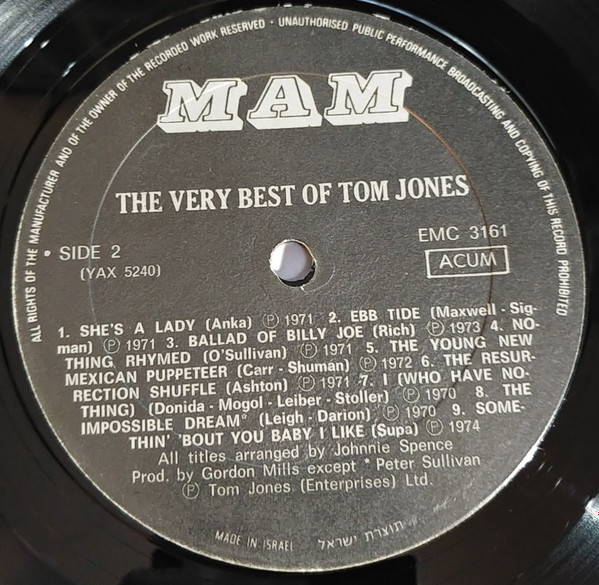 ALL RIGHTS OF THE MANUFACTURER AND OF THE OWNER OF THE RECORDED WORK RESERVED - UNAUTHORISED PUBLIC PERFORMANCE BROADCASTING AND COPYING OF THIS RECORD PROHIBITED
MAM
THE VERY BEST OF TOM JONES
• SIDE 2
(YAX 5240)
EMC 3161
ACUM
1. SHE'S A LADY (Anka) Ⓟ 1971 2. EBB TIDE (Maxwell - Sig-
man) Ⓟ 1971 3. BALLAD OF BILLY JOE (Rich) Ⓟ 1973 4. NO-
THING RHYMED (O'Sullivan) Ⓟ 1971 5. THE YOUNG NEW
MEXICAN PUPPETEER (Carr - Shuman) Ⓟ 1972 6. THE RESUR-
RECTION SHUFFLE (Ashton) Ⓟ 1971 7. I (WHO HAVE NO-
THING) (Donida - Mogol - Leiber - Stoller) Ⓟ 1970 8. THE
IMPOSSIBLE DREAM* (Leigh - Darion) Ⓟ 1970 9. SOME-
THIN' 'BOUT YOU BABY I LIKE (Supa) Ⓟ 1974
All titles arranged by Johnnie Spence
Prod. by Gordon Mills except * Peter Sullivan
Ⓟ Tom Jones (Enterprises) Ltd.
MADE IN ISRAEL תוצרת ישראל